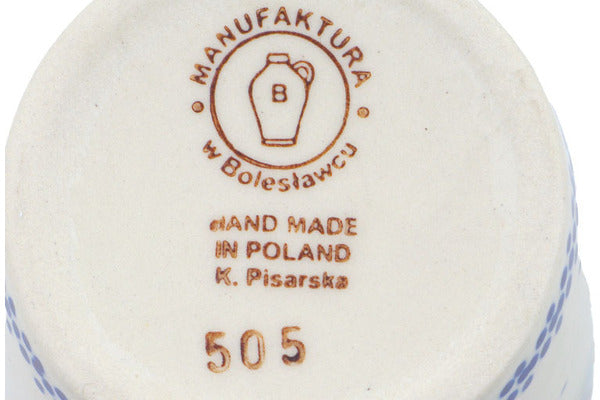 MANUFAKTURA
B
w Bolesławcu
HAND MADE
IN POLAND
K. Pisarska
505